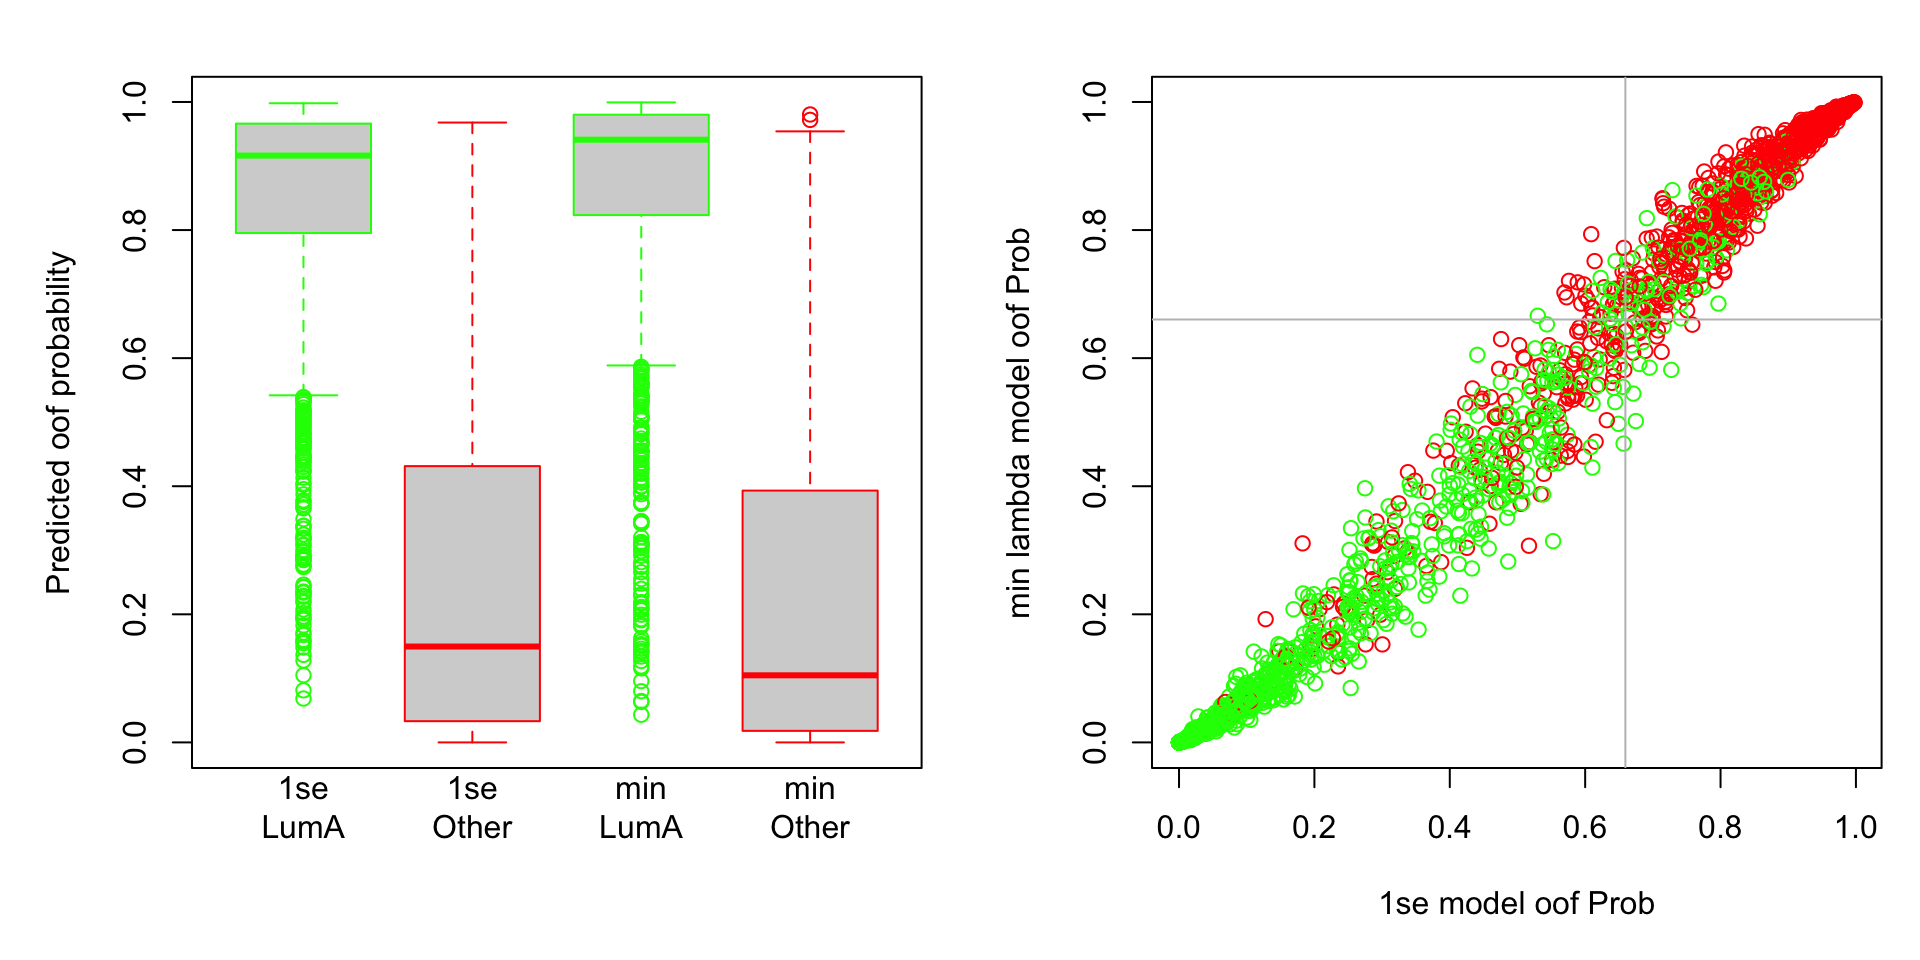 Predicted oof probability
1.0
0.8
0.6
0.4
0.2
0.0
1se 1se min min
LumA Other LumA Other
min lambda model oof Prob
1.0
0.8
0.6
0.4
0.2
0.0
0.0 0.2 0.4 0.6 0.8 1.0
1se model oof Prob